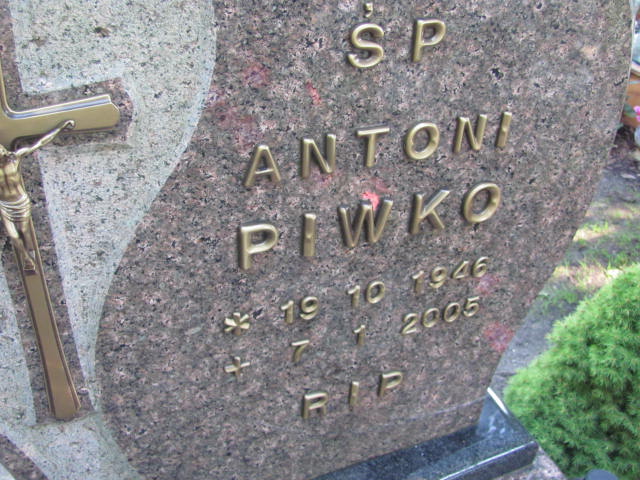 ŚP
ANTONI
PIWKO
* 19 10 1946
+ 7 1 2005
RIP